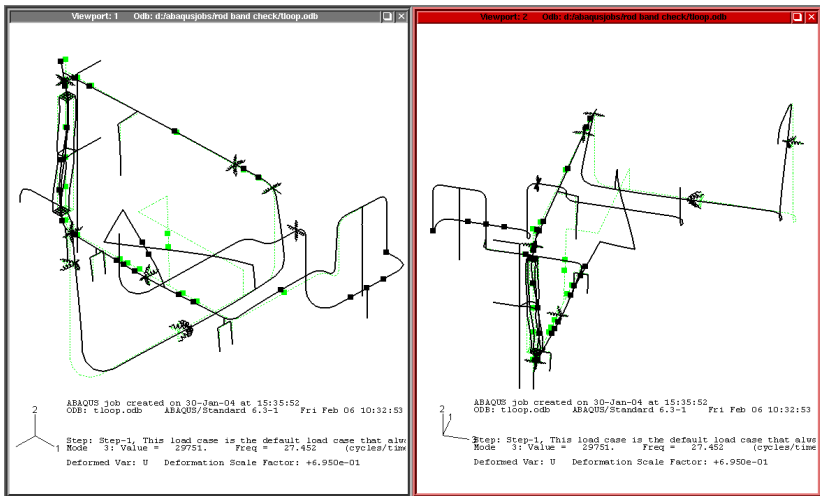 Viewport: 1 Odb: d:/abaqusjobs/rod band check/tloop.odb
2
1
ABAQUS job created on 30-Jan-04 at 15:35:52
ODB: tloop.odb ABAQUS/Standard 6.3-1 Fri Feb 06 10:32:53
Step: Step-1, This load case is the default load case that alwa
Mode 3: Value = 29751. Freq = 27.452 (cycles/time
Deformed Var: U Deformation Scale Factor: +6.950e-01
Viewport: 2 Odb: d:/abaqusjobs/rod band check/tloop.odb
2
1
3
ABAQUS job created on 30-Jan-04 at 15:35:52
ODB: tloop.odb ABAQUS/Standard 6.3-1 Fri Feb 06 10:32:53
Step: Step-1, This load case is the default load case that alwa
Mode 3: Value = 29751. Freq = 27.452 (cycles/time
Deformed Var: U Deformation Scale Factor: +6.950e-01